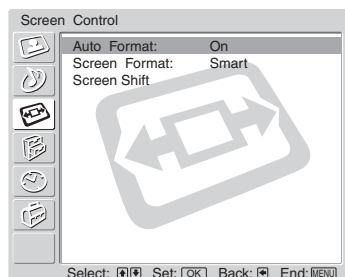 Screen Control
Auto Format: On
Screen Format: Smart
Screen Shift
Select: Set: OK Back: End: MENU